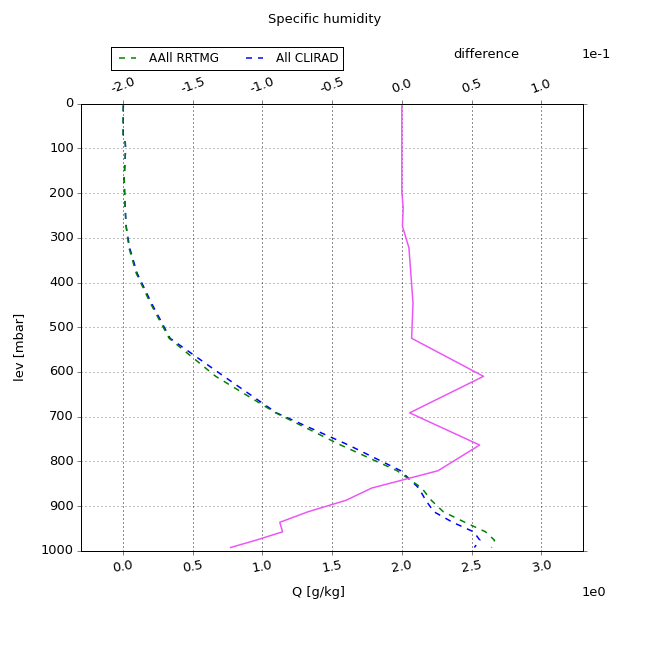 Specific humidity
AAll RRTMG All CLIRAD
difference 1e-1
-2.0 -1.5 -1.0 -0.5 0.0 0.5 1.0
0
100
200
300
400
500
600
700
800
900
1000
lev [mbar]
0.0 0.5 1.0 1.5 2.0 2.5 3.0
Q [g/kg] 1e0